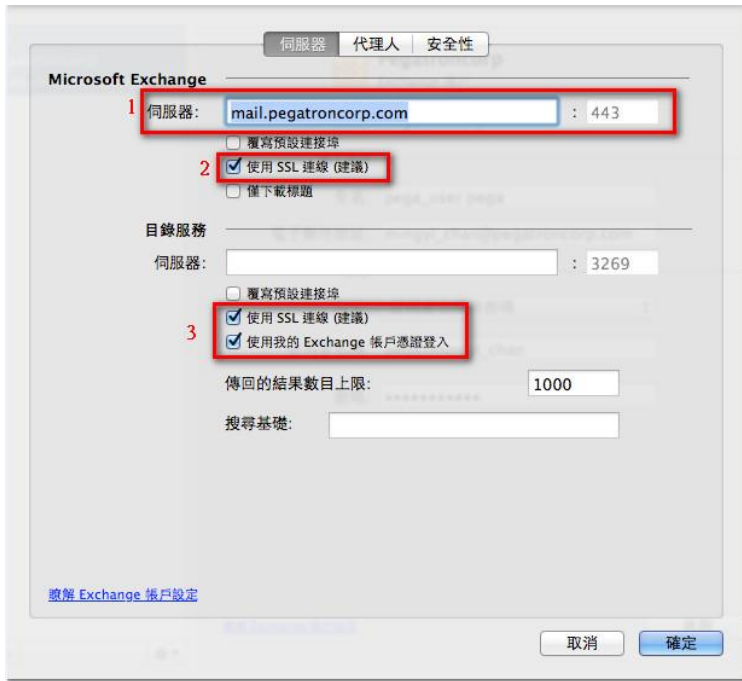 伺服器 代理人 安全性
Microsoft Exchange
1 伺服器: mail.pegatroncorp.com : 443
覆寫預設連接埠
2 使用 SSL 連線 (建議)
僅下載標題
目錄服務
伺服器: : 3269
覆寫預設連接埠
使用 SSL 連線 (建議)
3 使用我的 Exchange 帳戶憑證登入
傳回的結果數目上限: 1000
搜尋基礎:
瞭解 Exchange 帳戶設定
取消 確定